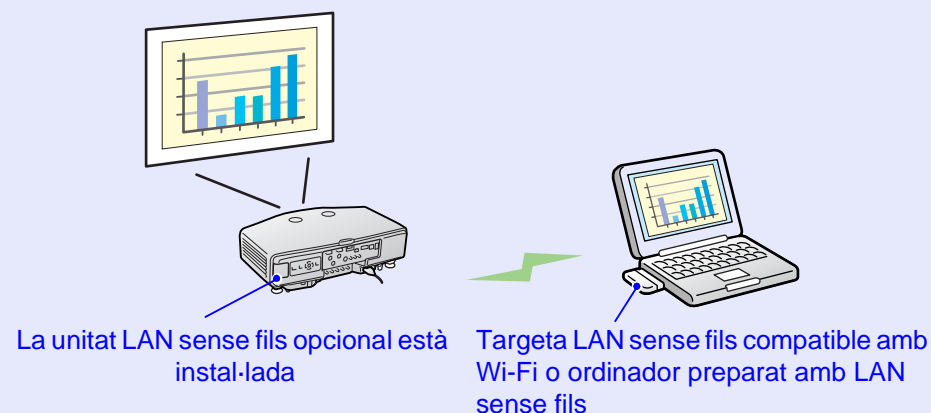 La unitat LAN sense fils opcional està
instal·lada
Targeta LAN sense fils compatible amb
Wi-Fi o ordinador preparat amb LAN
sense fils